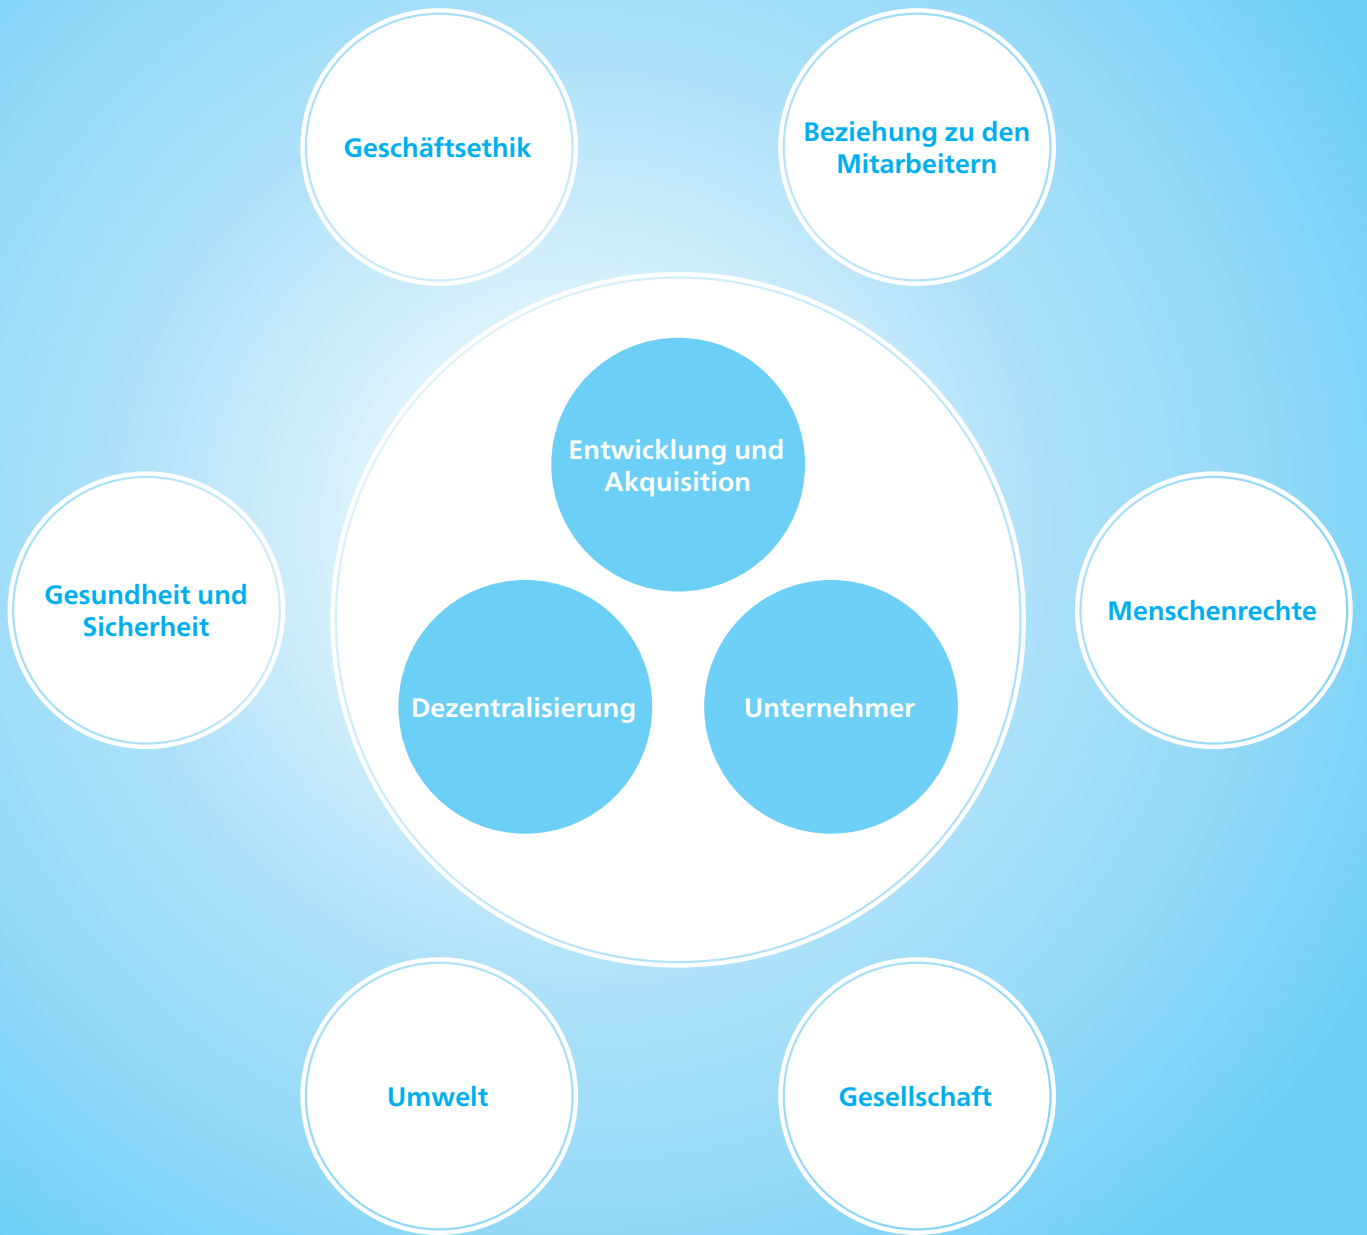 Geschäftsethik
Beziehung zu den
Mitarbeitern
Entwicklung und
Akquisition
Gesundheit und
Sicherheit
Menschenrechte
Dezentralisierung
Unternehmer
Umwelt
Gesellschaft